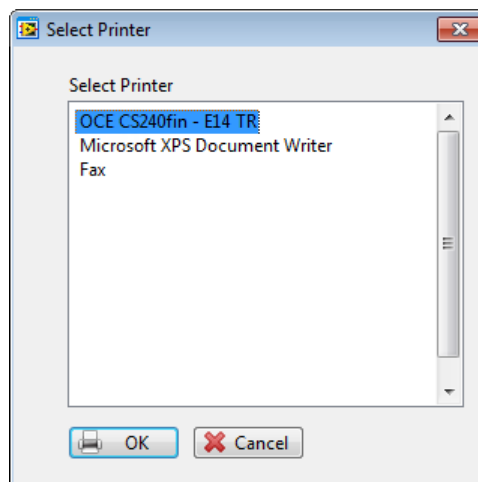 Select Printer
Select Printer
OCE CS240fin - E14 TR
Microsoft XPS Document Writer
Fax
OK Cancel